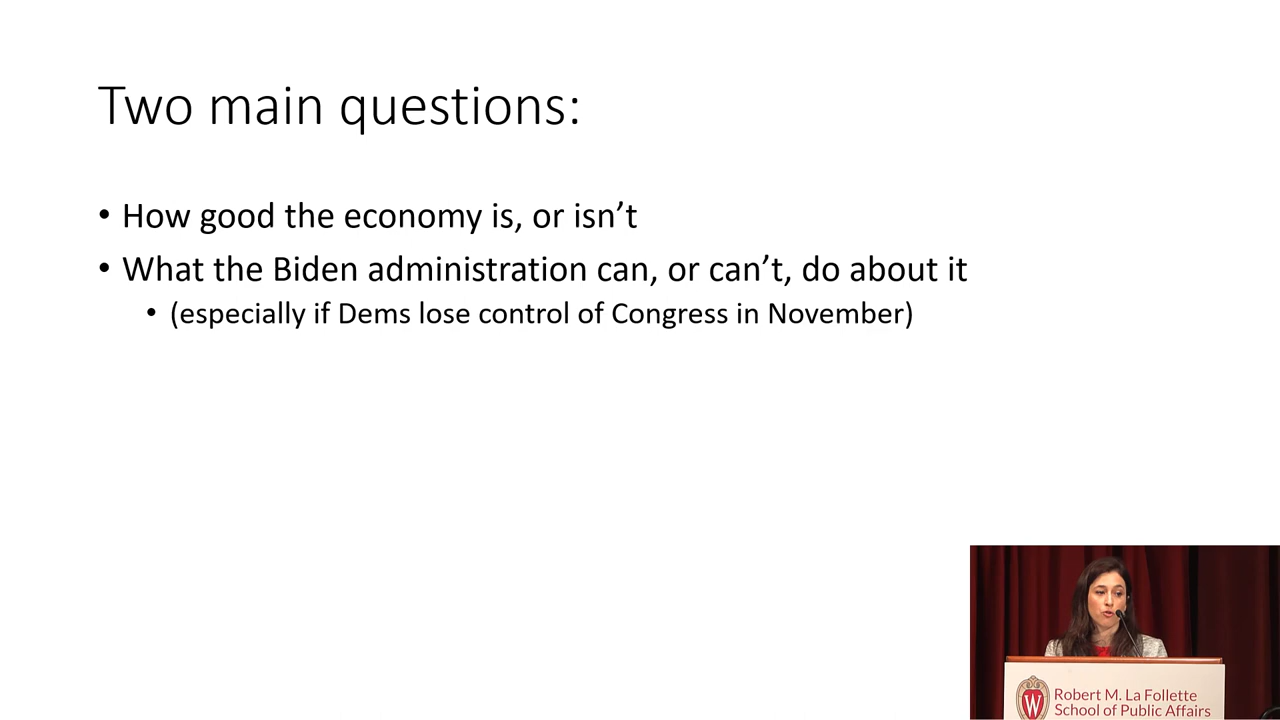 Two main questions:
• How good the economy is, or isn’t
• What the Biden administration can, or can’t, do about it
• (especially if Dems lose control of Congress in November)
W
Robert M. La Follette
School of Public Affairs